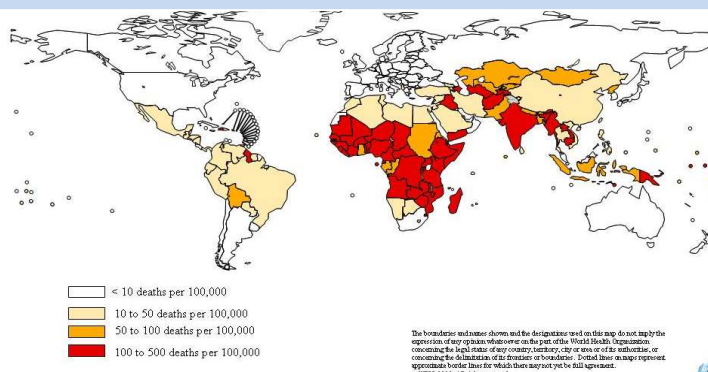 < 10 deaths per 100,000
10 to 50 deaths per 100,000
50 to 100 deaths per 100,000
100 to 500 deaths per 100,000
The boundaries and names shown and the designations used on this map do not imply the
expression of any opinion whatsoever on the part of the World Health Organization
concerning the legal status of any country, territory, city or area or of its authorities, or
concerning the delimitation of its frontiers or boundaries. Dotted lines on maps represent
approximate border lines for which there may not yet be full agreement.